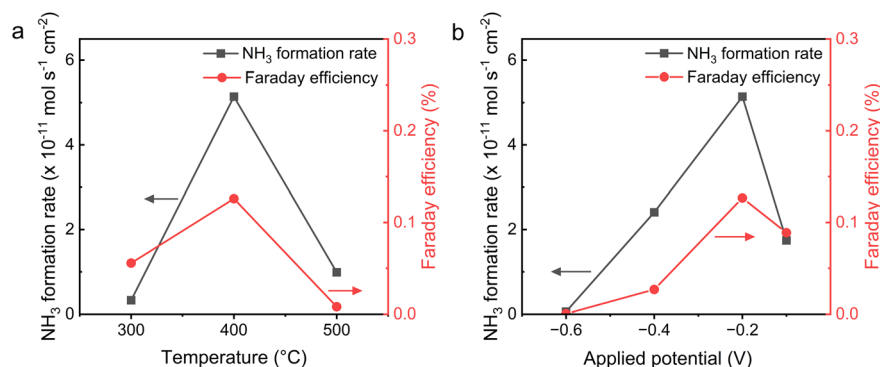 a
NH₃ formation rate
Faraday efficiency
NH₃ formation rate (x 10⁻¹¹ mol s⁻¹ cm⁻²)
6
4
2
0
300
400
500
Temperature (°C)
0.3
0.2
0.1
0.0
Faraday efficiency (%)
b
NH₃ formation rate
Faraday efficiency
NH₃ formation rate (x 10⁻¹¹ mol s⁻¹ cm⁻²)
6
4
2
0
−0.6
−0.4
−0.2
Applied potential (V)
0.3
0.2
0.1
0.0
Faraday efficiency (%)